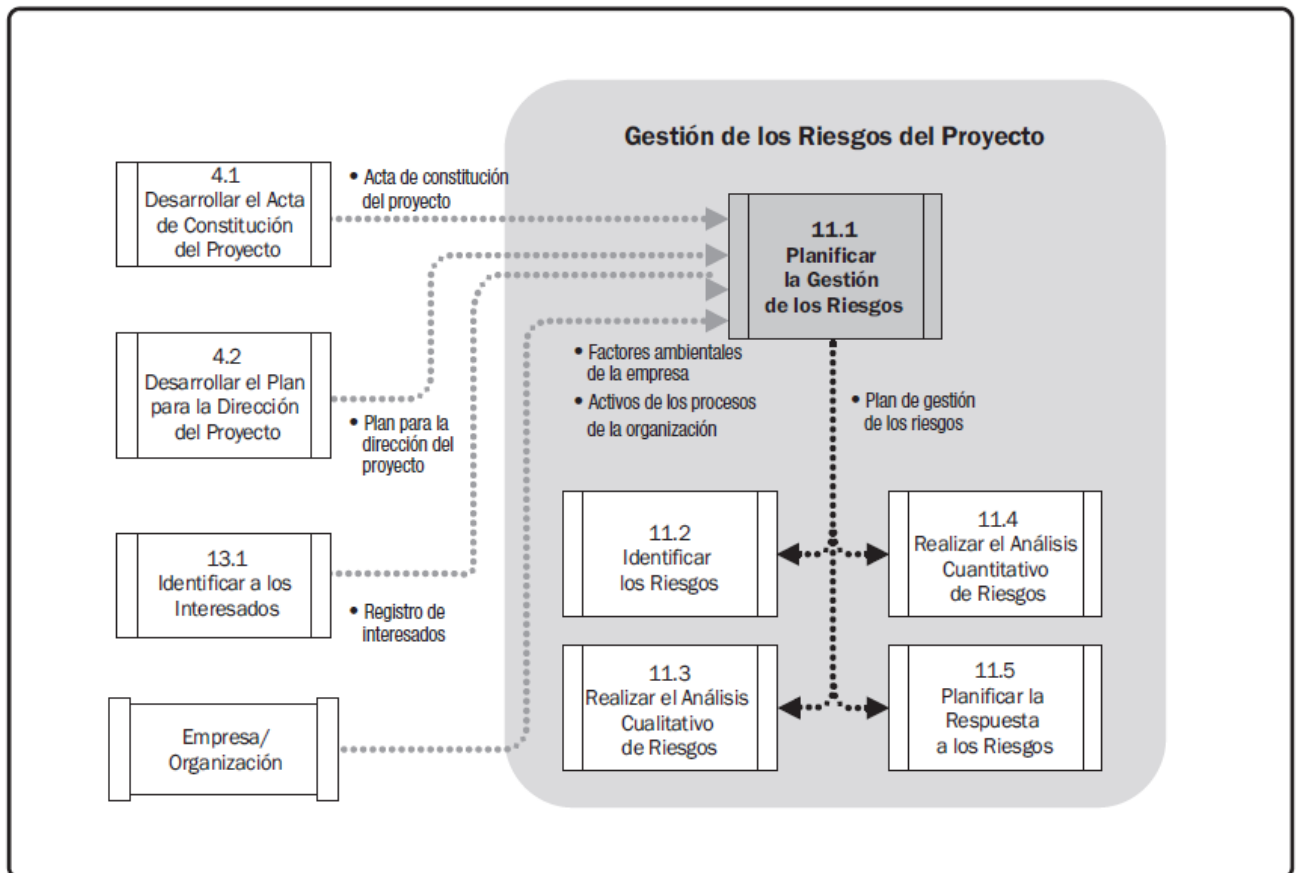 Gestión de los Riesgos del Proyecto
4.1
Desarrollar el Acta
de Constitución
del Proyecto
• Acta de constitución
del proyecto
11.1
Planificar
la Gestión
de los Riesgos
4.2
Desarrollar el Plan
para la Dirección
del Proyecto
• Plan para la
dirección del
proyecto
• Factores ambientales
de la empresa
• Activos de los procesos
de la organización
• Plan de gestión
de los riesgos
13.1
Identificar a los
Interesados
• Registro de
interesados
11.2
Identificar
los Riesgos
11.4
Realizar el Análisis
Cuantitativo
de Riesgos
11.3
Realizar el Análisis
Cualitativo
de Riesgos
11.5
Planificar la
Respuesta
a los Riesgos
Empresa/
Organización